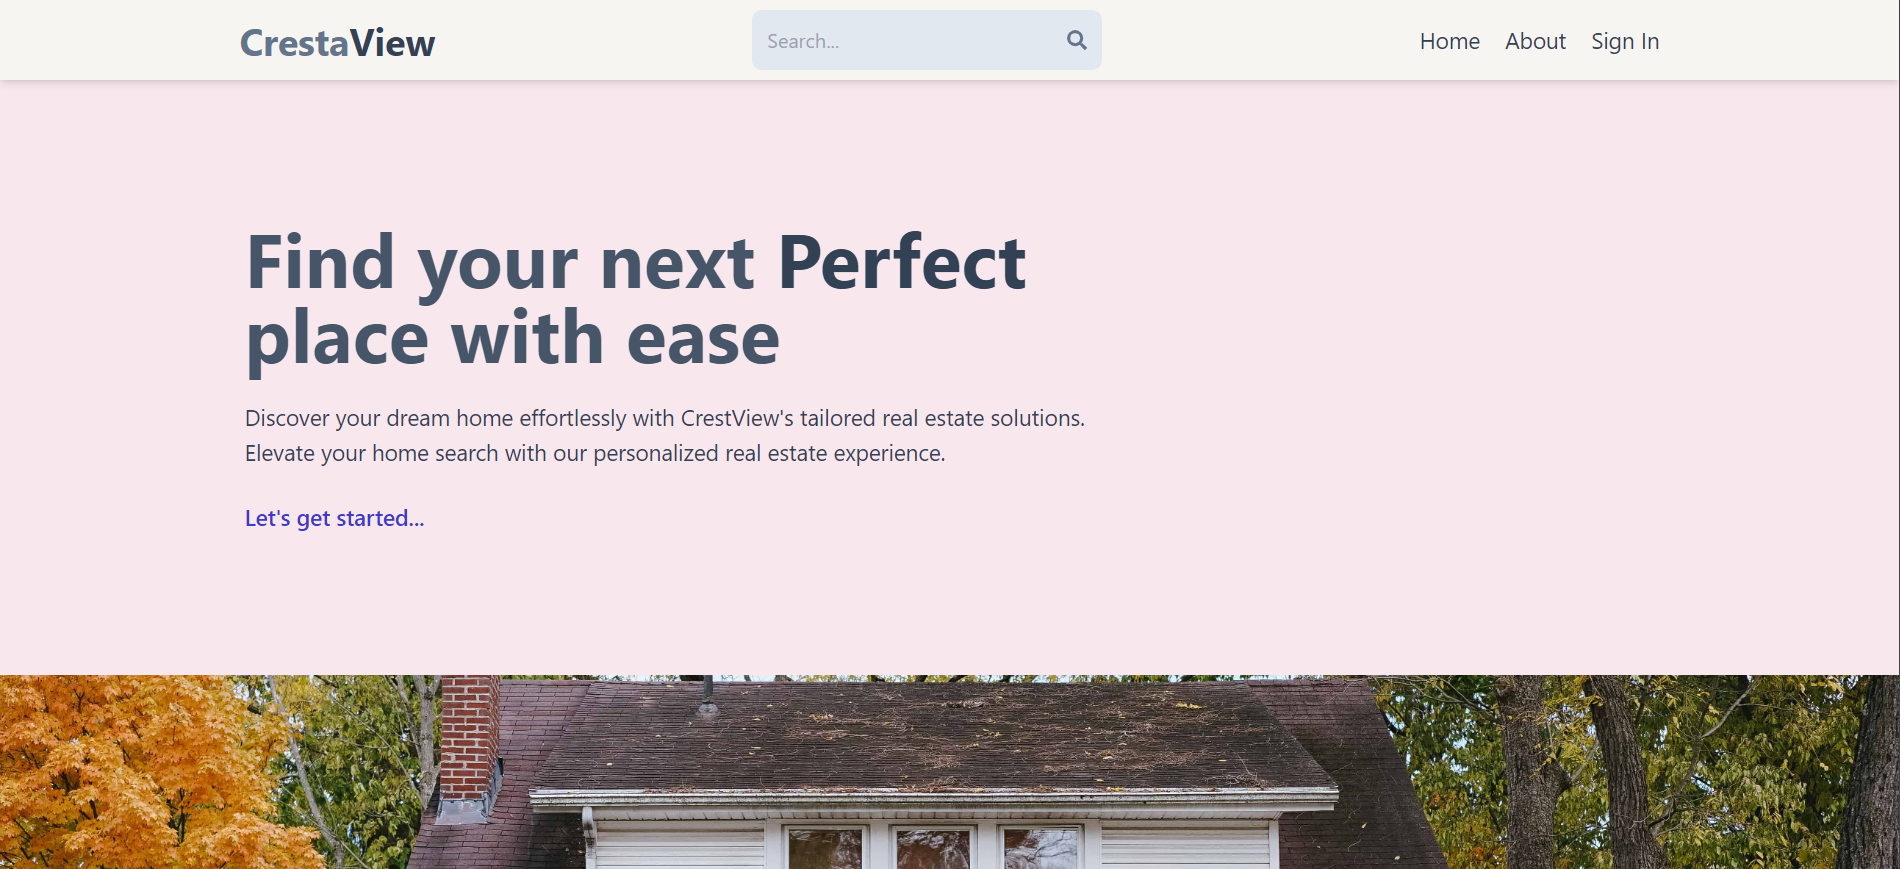 CrestaView
Search...
Home About Sign In
Find your next Perfect
place with ease
Discover your dream home effortlessly with CrestView's tailored real estate solutions.
Elevate your home search with our personalized real estate experience.
Let's get started...